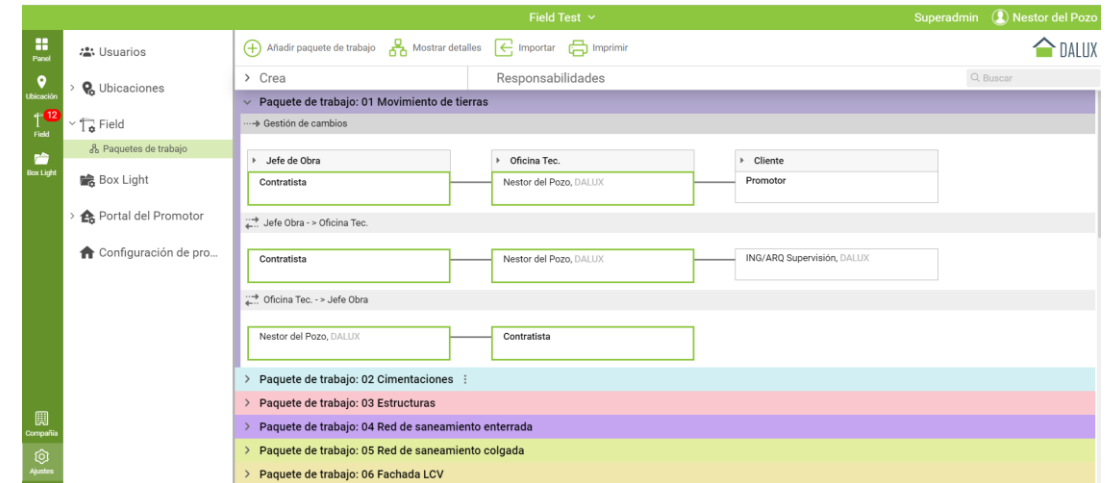 Field Test
Superadmin
Nestor del Pozo
Panel
Ubicación
12
Field
Box Light
Compañía
Ajustes
Usuarios
Ubicaciones
Field
Paquetes de trabajo
Box Light
Portal del Promotor
Configuración de pro...
Añadir paquete de trabajo
Mostrar detalles
Importar
Imprimir
DALUX
Crea
Responsabilidades
Buscar
Paquete de trabajo: 01 Movimiento de tierras
Gestión de cambios
Jefe de Obra
Oficina Tec.
Cliente
Contratista
Nestor del Pozo, DALUX
Promotor
Jefe Obra - > Oficina Tec.
Contratista
Nestor del Pozo, DALUX
ING/ARQ Supervisión, DALUX
Oficina Tec. - > Jefe Obra
Nestor del Pozo, DALUX
Contratista
Paquete de trabajo: 02 Cimentaciones
Paquete de trabajo: 03 Estructuras
Paquete de trabajo: 04 Red de saneamiento enterrada
Paquete de trabajo: 05 Red de saneamiento colgada
Paquete de trabajo: 06 Fachada LCV